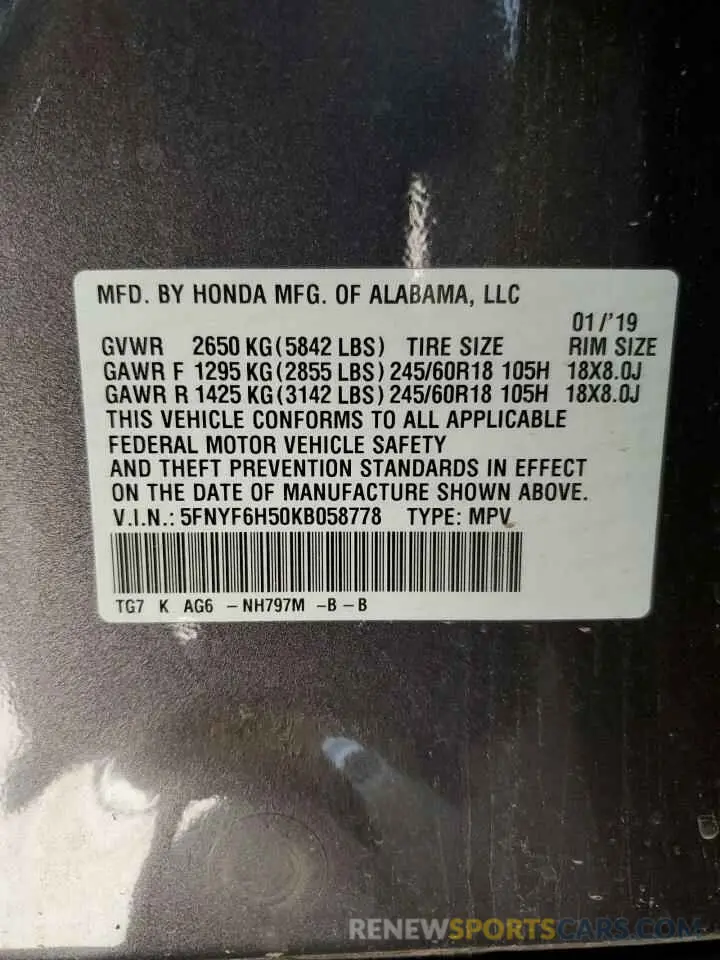 MFD. BY HONDA MFG. OF ALABAMA, LLC
01/'19
GVWR 2650 KG (5842 LBS) TIRE SIZE RIM SIZE
GAWR F 1295 KG (2855 LBS) 245/60R18 105H 18X8.0J
GAWR R 1425 KG (3142 LBS) 245/60R18 105H 18X8.0J
THIS VEHICLE CONFORMS TO ALL APPLICABLE
FEDERAL MOTOR VEHICLE SAFETY
AND THEFT PREVENTION STANDARDS IN EFFECT
ON THE DATE OF MANUFACTURE SHOWN ABOVE.
V.I.N.: 5FNYF6H50KB058778 TYPE: MPV
TG7 K AG6 -NH797M -B-B
RENEWSPORTSCARS.COM